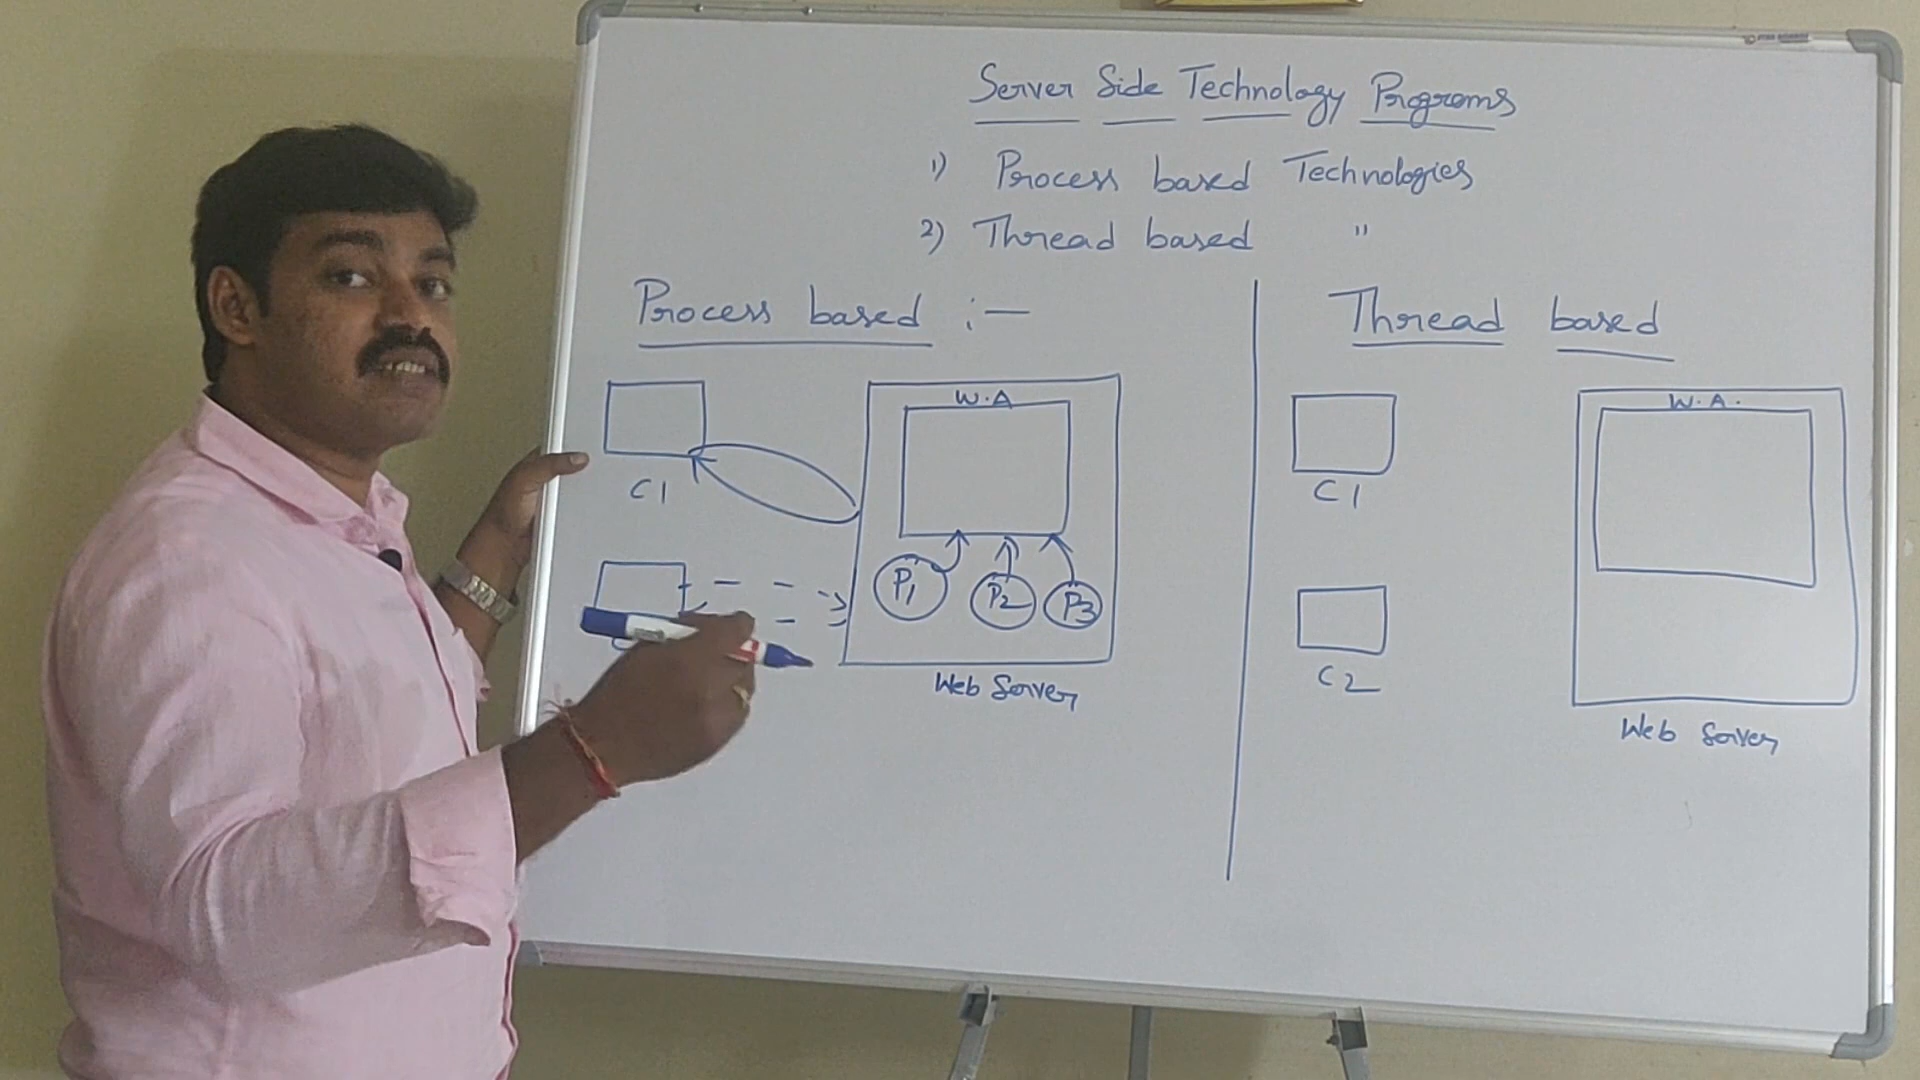 Server Side Technology Programs
1) Process based Technologies
2) Thread based "
Process based :-
Thread based
W.A
W.A.
C1
C1
P1 P2 P3
C2
Web Server
Web Server